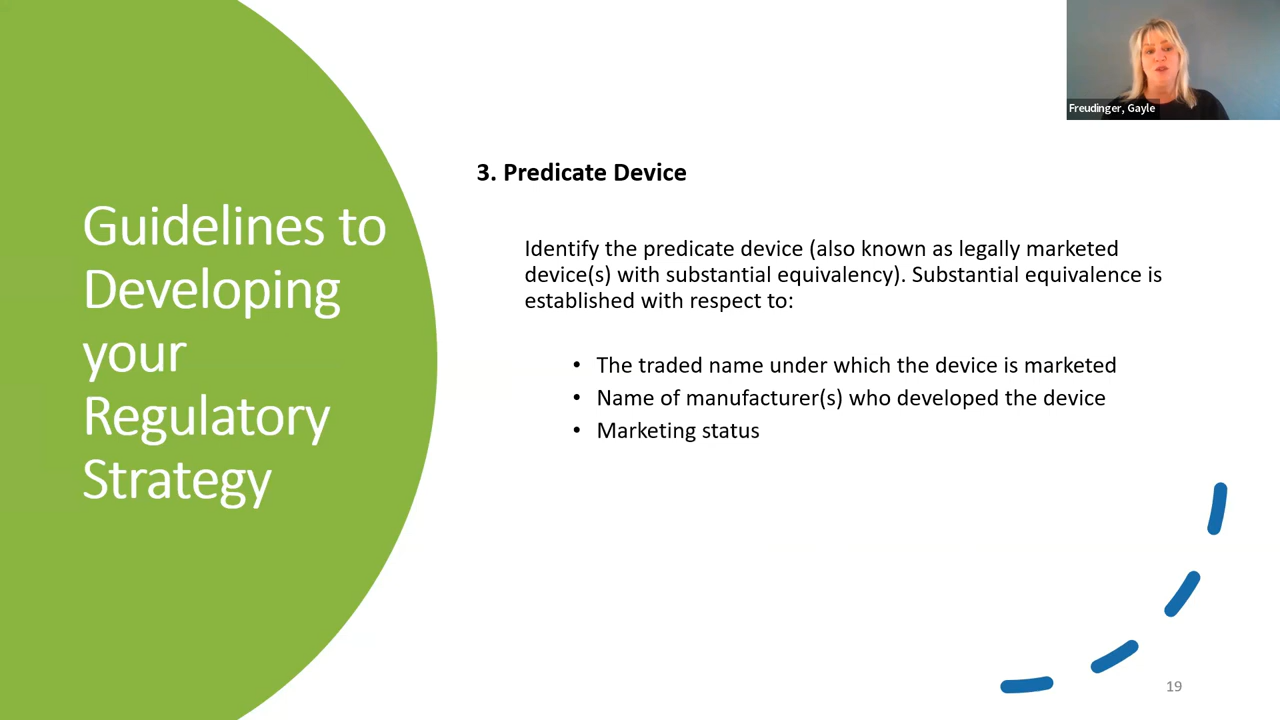 Freudinger, Gayle
Guidelines to
Developing
your
Regulatory
Strategy
3. Predicate Device
Identify the predicate device (also known as legally marketed
device(s) with substantial equivalency). Substantial equivalence is
established with respect to:
• The traded name under which the device is marketed
• Name of manufacturer(s) who developed the device
• Marketing status
19